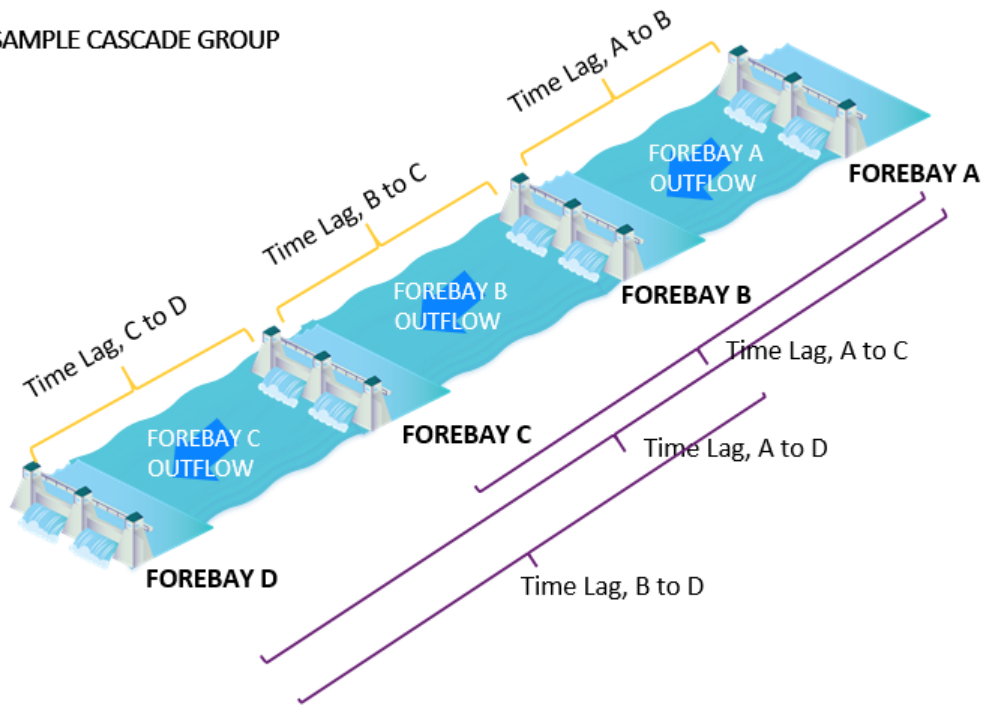 SAMPLE CASCADE GROUP
Time Lag, A to B
FOREBAY A
OUTFLOW
FOREBAY A
Time Lag, B to C
FOREBAY B
OUTFLOW
FOREBAY B
Time Lag, C to D
Time Lag, A to C
FOREBAY C
OUTFLOW
FOREBAY C
Time Lag, A to D
FOREBAY D
Time Lag, B to D